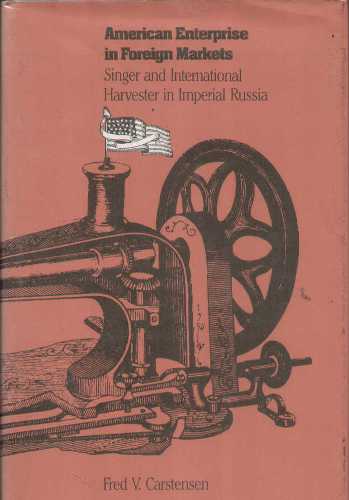 American Enterprise
in Foreign Markets
Singer and International
Harvester in Imperial Russia
Fred V. Carstensen